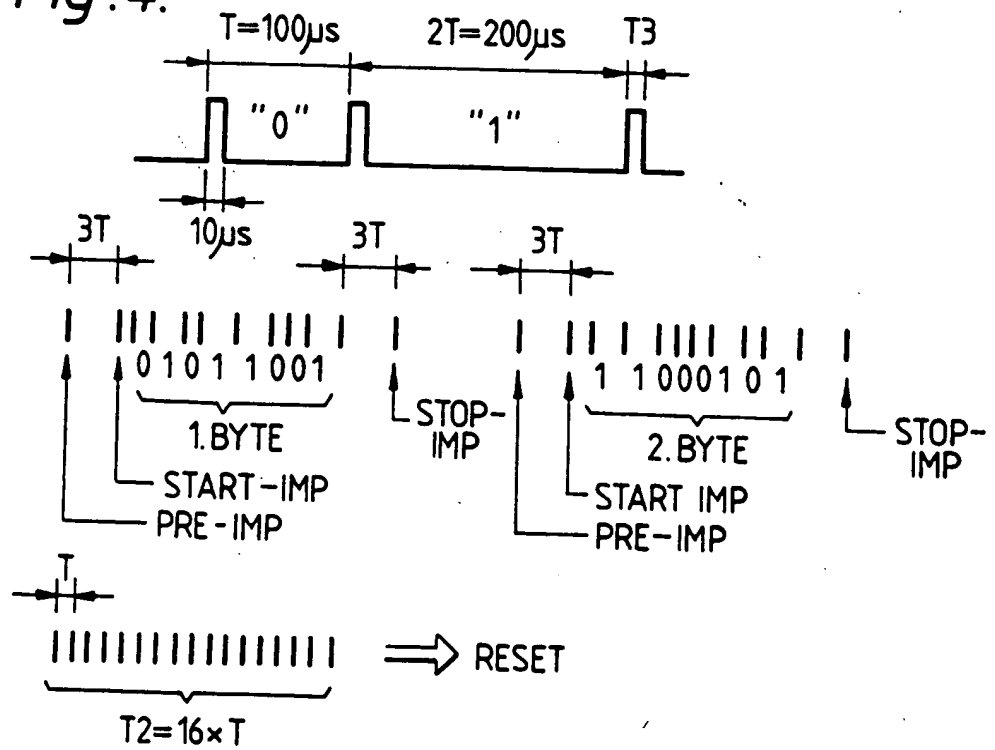 Fig.4.
T=100µs 2T=200µs T3
"0" "1"
10µs
3T 3T 3T
0 1 0 1 1 0 0 1 1 1 0 0 0 1 0 1
1.BYTE 2.BYTE
STOP-
IMP
STOP-
IMP
START-IMP
PRE-IMP
START IMP
PRE-IMP
T
RESET
T2=16×T